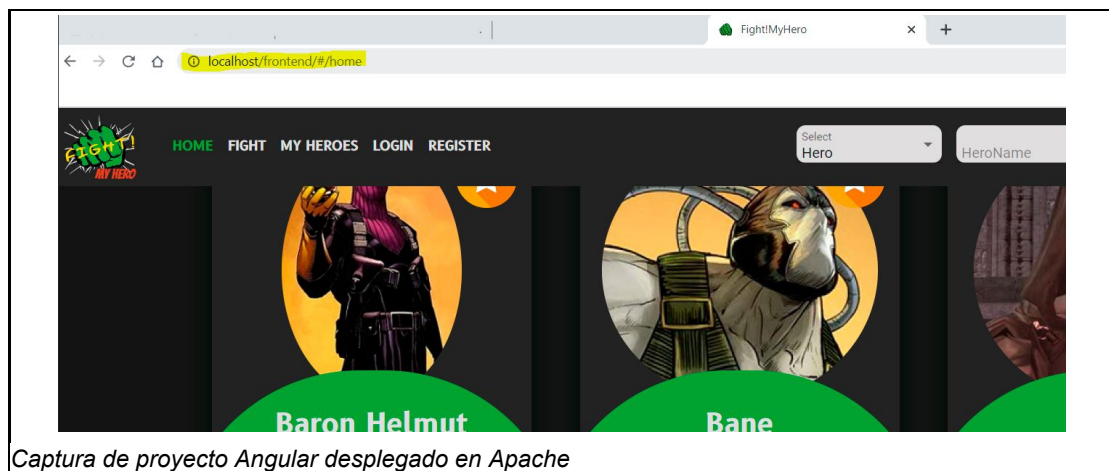 Fight!MyHero
localhost/frontend/#/home
FIGHT!
MY HERO
HOME FIGHT MY HEROES LOGIN REGISTER
Select
Hero
HeroName
Baron Helmut
Bane
Captura de proyecto Angular desplegado en Apache